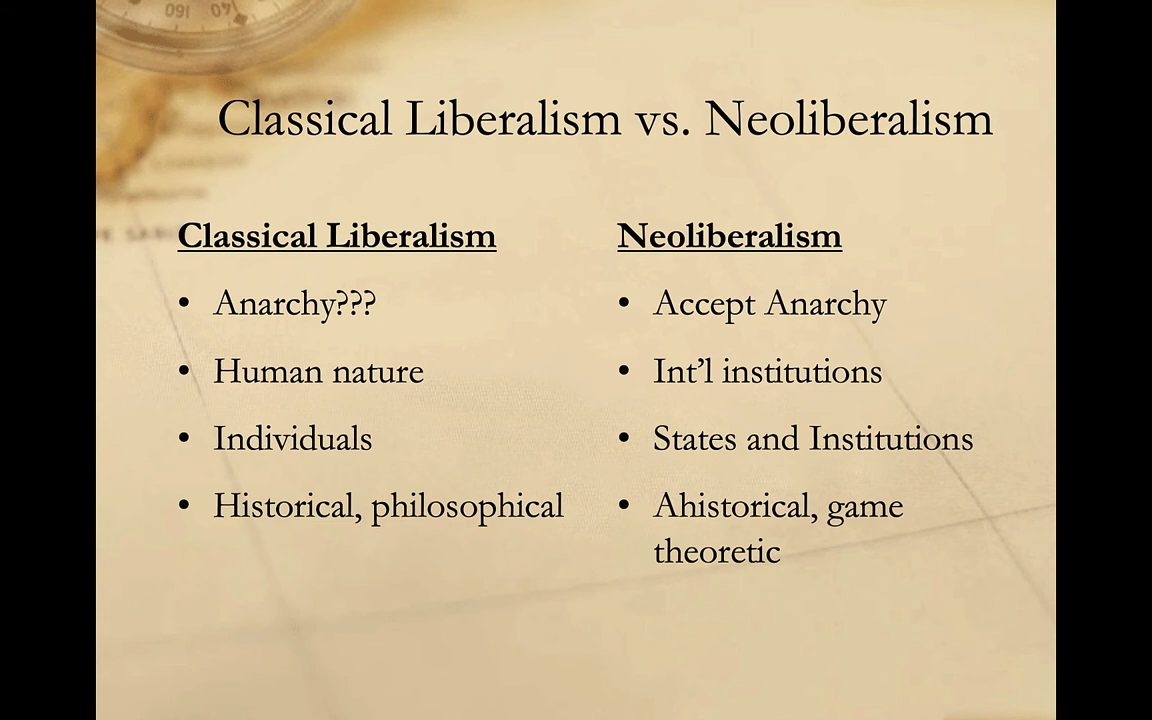 Classical Liberalism vs. Neoliberalism
Classical Liberalism
• Anarchy???
• Human nature
• Individuals
• Historical, philosophical
Neoliberalism
• Accept Anarchy
• Int’l institutions
• States and Institutions
• Ahistorical, game
theoretic